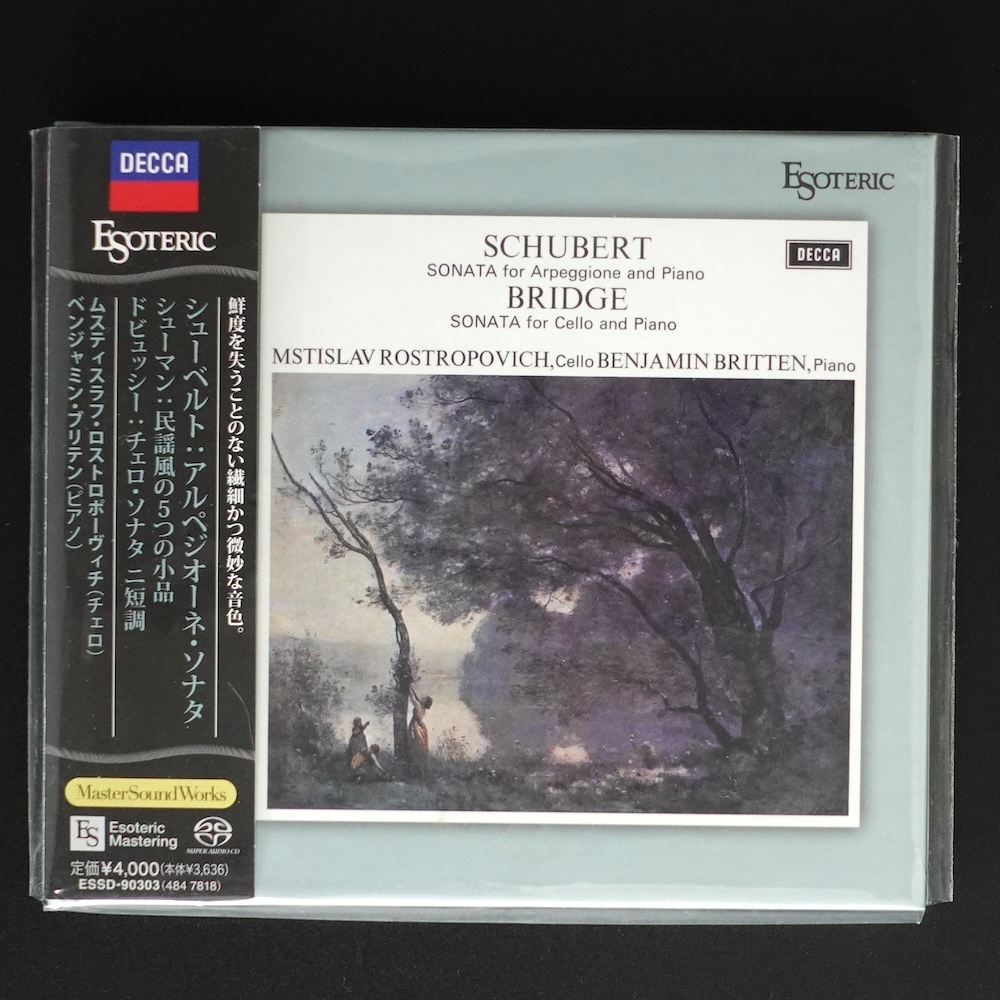 DECCA
ESOTERIC
鮮度を失うことのない繊細かつ微妙な音色。
シューベルト：アルペジオーネ・ソナタ
シューマン：民謡風の5つの小品
ドビュッシー：チェロ・ソナタ ニ短調
ムスティスラフ・ロストロポーヴィチ（チェロ）
ベンジャミン・ブリテン（ピアノ）
MasterSoundWorks
ES
Esoteric
Mastering
SUPER AUDIO CD
定価¥4,000(本体¥3,636)
ESSD-90303(484 7818)
ESOTERIC
SCHUBERT
SONATA for Arpeggione and Piano
BRIDGE
SONATA for Cello and Piano
DECCA
MSTISLAV ROSTROPOVICH, Cello BENJAMIN BRITTEN, Piano